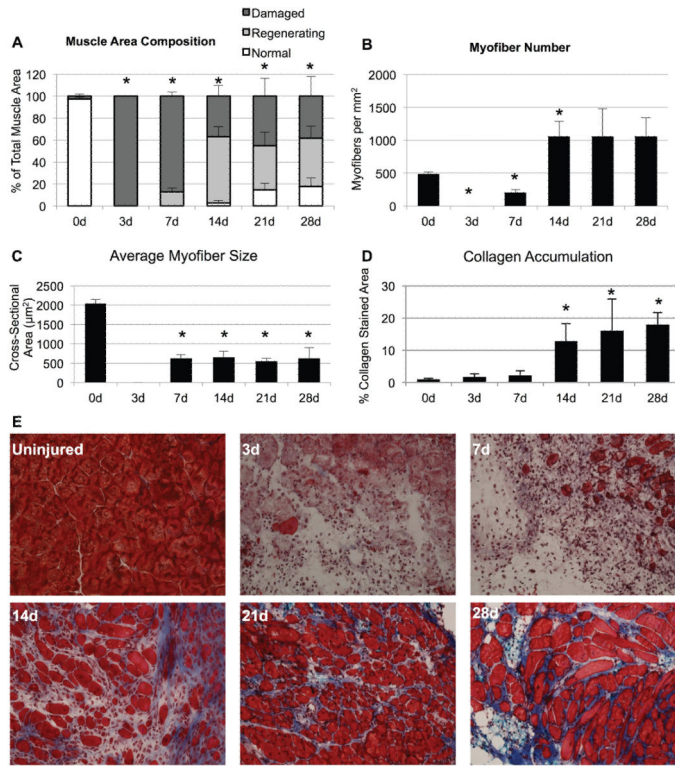 Damaged
Regenerating
Normal
A
Muscle Area Composition
% of Total Muscle Area
120
100
80
60
40
20
0
* * * * *
0d 3d 7d 14d 21d 28d
B
Myofiber Number
Myofibers per mm²
2000
1500
1000
500
0
* * *
0d 3d 7d 14d 21d 28d
C
Average Myofiber Size
Cross-Sectional
Area (µm²)
2500
2000
1500
1000
500
0
* * * *
0d 3d 7d 14d 21d 28d
D
Collagen Accumulation
% Collagen Stained Area
30
20
10
0
* * *
0d 3d 7d 14d 21d 28d
E
Uninjured
3d
7d
14d
21d
28d